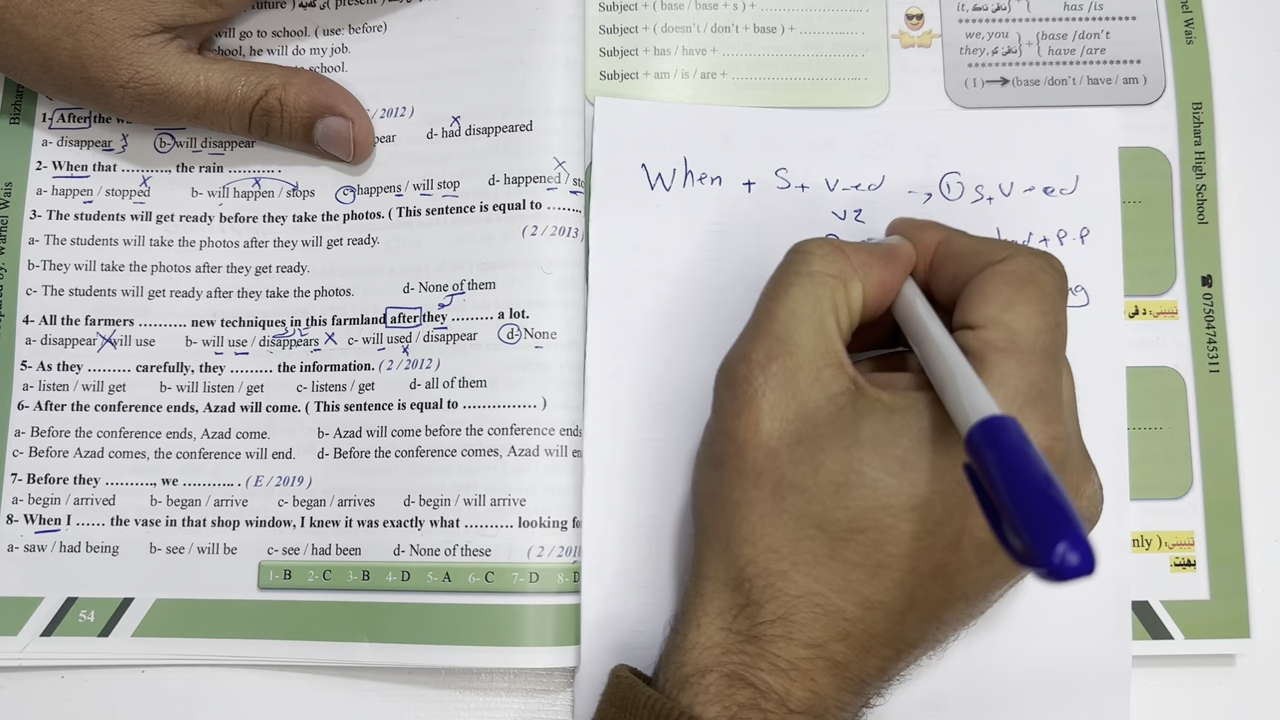 will go to school. ( use: before)
school, he will do my job.
school.
1- After the
/ 2012 )
a- disappear
b- will disappear
pear
d- had disappeared
2- When that .........., the rain .......... .
a- happen / stopped
b- will happen / stops
c- happens / will stop
d- happened /
3- The students will get ready before they take the photos. ( This sentence is equal to ........
( 2 / 2013
a- The students will take the photos after they will get ready.
b-They will take the photos after they get ready.
c- The students will get ready after they take the photos.
d- None of them
4- All the farmers .......... new techniques in this farmland after they ......... a lot.
a- disappear / will use
b- will use / disappears
c- will used / disappear
d- None
5- As they ......... carefully, they ......... the information. ( 2 / 2012 )
a- listen / will get
b- will listen / get
c- listens / get
d- all of them
6- After the conference ends, Azad will come. ( This sentence is equal to ............... )
a- Before the conference ends, Azad come.
b- Azad will come before the conference ends
c- Before Azad comes, the conference will end.
d- Before the conference comes, Azad will en
7- Before they .........., we ........... . ( E / 2019 )
a- begin / arrived
b- began / arrive
c- began / arrives
d- begin / will arrive
8- When I ...... the vase in that shop window, I knew it was exactly what .......... looking fo
a- saw / had being
b- see / will be
c- see / had been
d- None of these
( 2 / 201
1- B 2- C 3- B 4- D 5- A 6- C 7- D 8- D
54
Subject + ( base / base + s ) + ........................ .
Subject + ( doesn't / don't + base ) + .............. .
Subject + has / have + ............................. .
Subject + am / is / are + ........................... .
it,
has /is
********************
we, you
they,
+
base /don't
have /are
********************
( I ) → (base /don't / have / am )
When + S + V-ed → ① S + V-ed
V2
had + P.P
Bizhara High School
☎ 07504745311
تێبینی:
nly )
تێبینی: